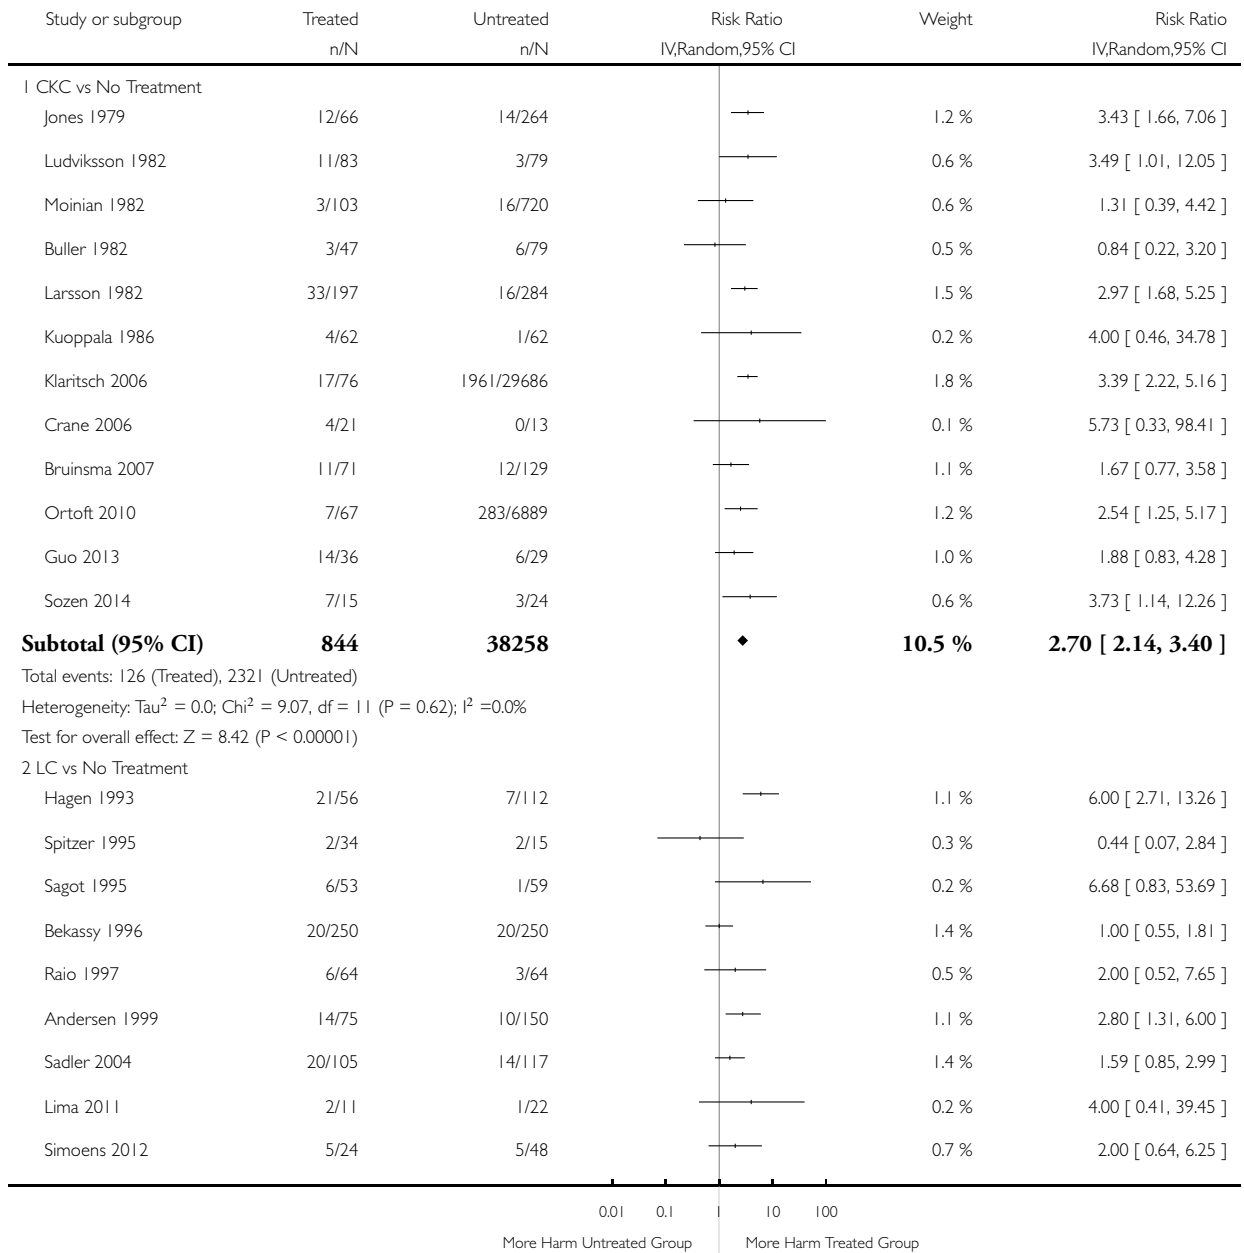 Study or subgroup Treated Untreated Risk Ratio Weight Risk Ratio
n/N n/N IV,Random,95% CI IV,Random,95% CI
1 CKC vs No Treatment
Jones 1979 12/66 14/264 1.2 % 3.43 [ 1.66, 7.06 ]
Ludviksson 1982 11/83 3/79 0.6 % 3.49 [ 1.01, 12.05 ]
Moinian 1982 3/103 16/720 0.6 % 1.31 [ 0.39, 4.42 ]
Buller 1982 3/47 6/79 0.5 % 0.84 [ 0.22, 3.20 ]
Larsson 1982 33/197 16/284 1.5 % 2.97 [ 1.68, 5.25 ]
Kuoppala 1986 4/62 1/62 0.2 % 4.00 [ 0.46, 34.78 ]
Klaritsch 2006 17/76 1961/29686 1.8 % 3.39 [ 2.22, 5.16 ]
Crane 2006 4/21 0/13 0.1 % 5.73 [ 0.33, 98.41 ]
Bruinsma 2007 11/71 12/129 1.1 % 1.67 [ 0.77, 3.58 ]
Ortoft 2010 7/67 283/6889 1.2 % 2.54 [ 1.25, 5.17 ]
Guo 2013 14/36 6/29 1.0 % 1.88 [ 0.83, 4.28 ]
Sozen 2014 7/15 3/24 0.6 % 3.73 [ 1.14, 12.26 ]
Subtotal (95% CI) 844 38258 10.5 % 2.70 [ 2.14, 3.40 ]
Total events: 126 (Treated), 2321 (Untreated)
Heterogeneity: Tau² = 0.0; Chi² = 9.07, df = 11 (P = 0.62); I² =0.0%
Test for overall effect: Z = 8.42 (P < 0.00001)
2 LC vs No Treatment
Hagen 1993 21/56 7/112 1.1 % 6.00 [ 2.71, 13.26 ]
Spitzer 1995 2/34 2/15 0.3 % 0.44 [ 0.07, 2.84 ]
Sagot 1995 6/53 1/59 0.2 % 6.68 [ 0.83, 53.69 ]
Bekassy 1996 20/250 20/250 1.4 % 1.00 [ 0.55, 1.81 ]
Raio 1997 6/64 3/64 0.5 % 2.00 [ 0.52, 7.65 ]
Andersen 1999 14/75 10/150 1.1 % 2.80 [ 1.31, 6.00 ]
Sadler 2004 20/105 14/117 1.4 % 1.59 [ 0.85, 2.99 ]
Lima 2011 2/11 1/22 0.2 % 4.00 [ 0.41, 39.45 ]
Simoens 2012 5/24 5/48 0.7 % 2.00 [ 0.64, 6.25 ]
0.01 0.1 1 10 100
More Harm Untreated Group More Harm Treated Group